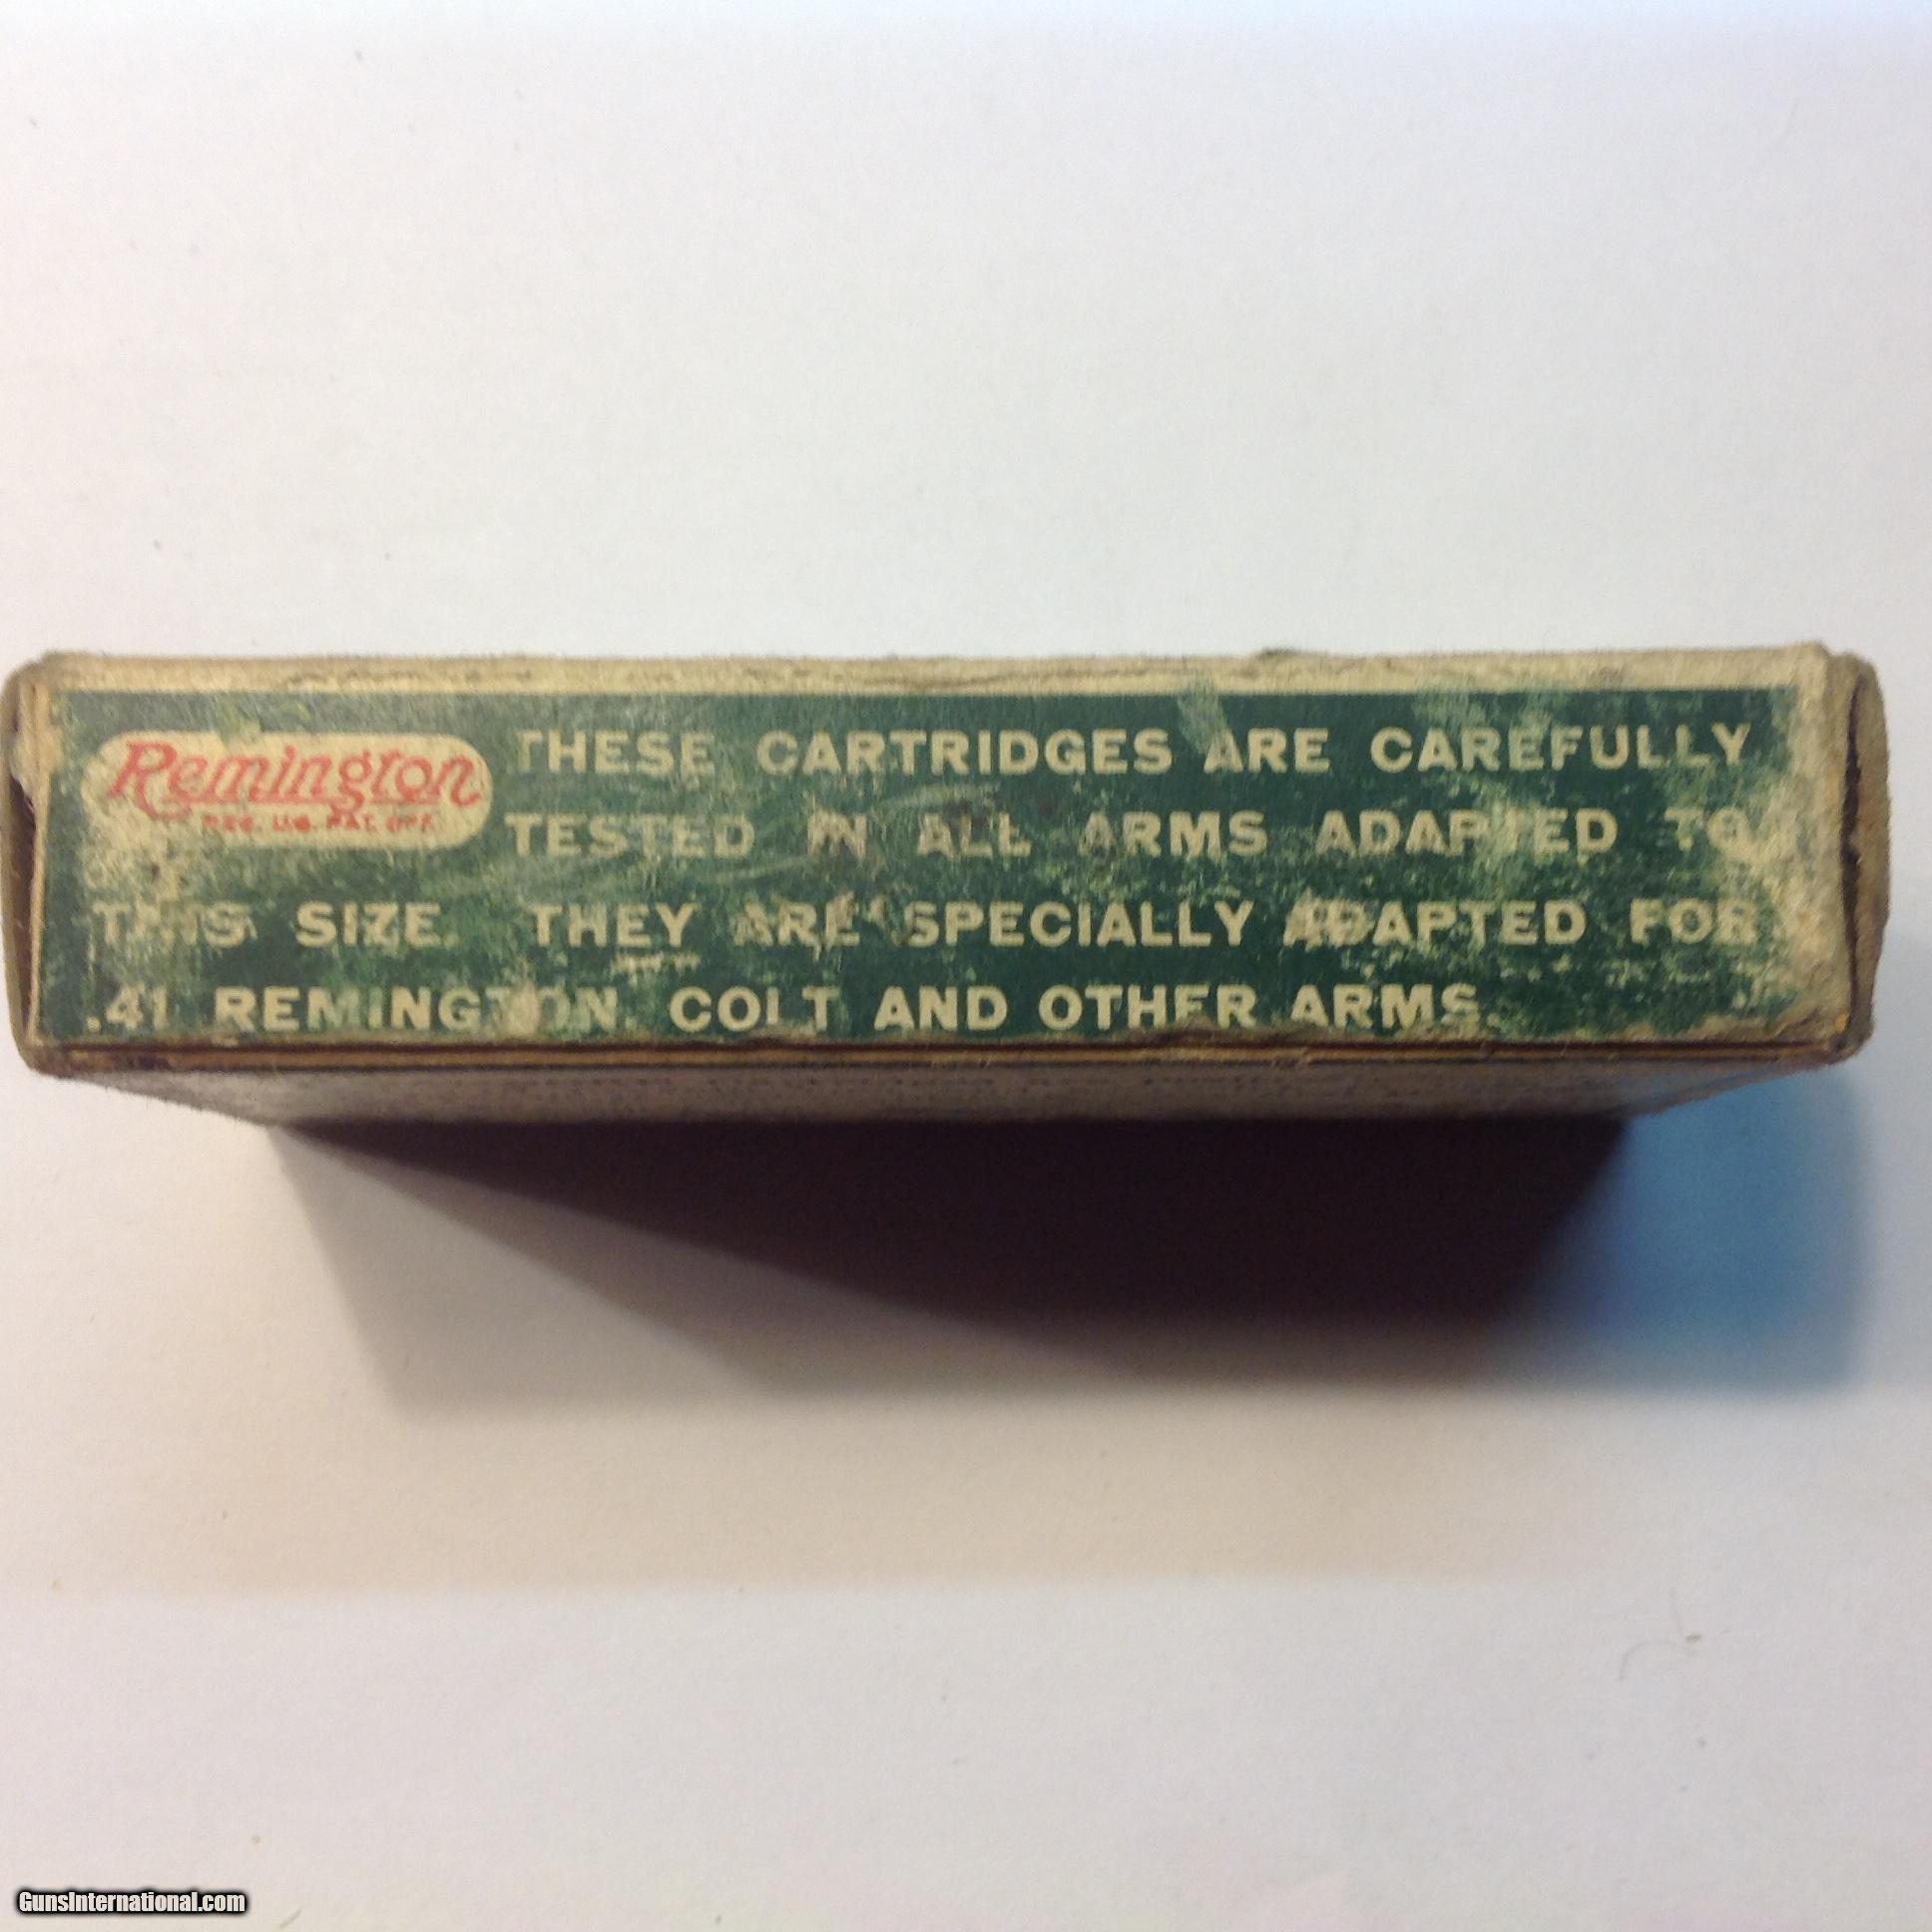 Remington
REG. U.S. PAT. OFF.
THESE CARTRIDGES ARE CAREFULLY
TESTED IN ALL ARMS ADAPTED TO
THIS SIZE. THEY ARE SPECIALLY ADAPTED FOR
.41 REMINGTON, COLT AND OTHER ARMS.
GunsInternational.com